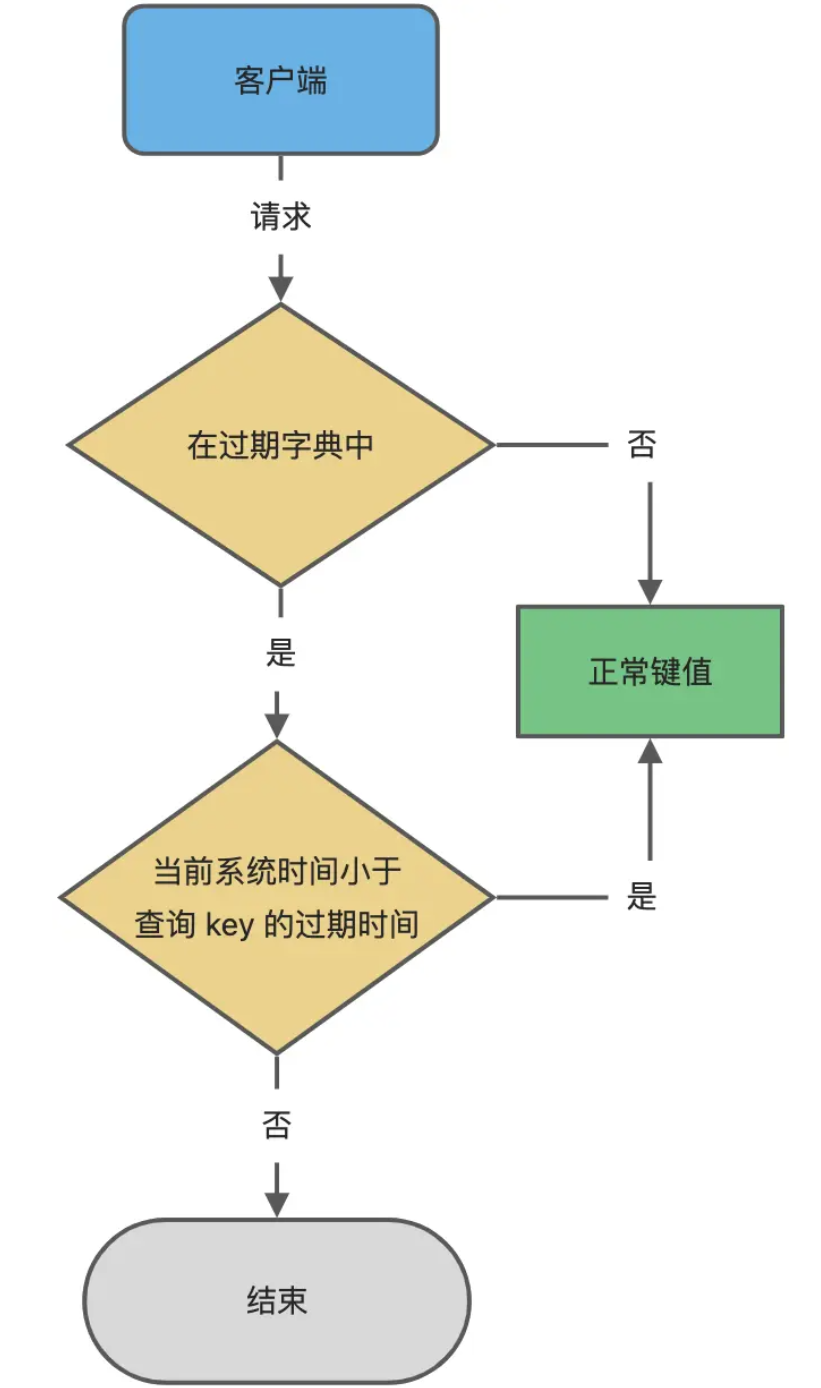 客户端
请求
在过期字典中
否
是
正常键值
当前系统时间小于
查询 key 的过期时间
是
否
结束